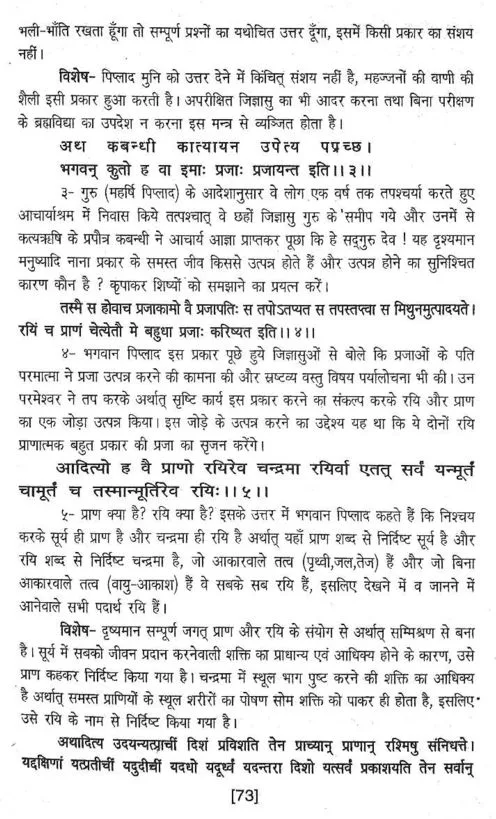 भली-भाँति रखता हूँगा तो सम्पूर्ण प्रश्नों का यथोचित उत्तर दूँगा, इसमें किसी प्रकार का संशय
नहीं।
विशेष- पिप्लाद मुनि को उत्तर देने में किंचित् संशय नहीं है, महज्जनों की वाणी की
शैली इसी प्रकार हुआ करती है। अपरीक्षित जिज्ञासु का भी आदर करना तथा बिना परीक्षण
के ब्रह्मविद्या का उपदेश न करना इस मन्त्र से व्यञ्जित होता है।
अथ कबन्धी कात्यायन उपेत्य पप्रच्छ।
भगवन् कुतो ह वा इमाः प्रजाः प्रजायन्त इति।।३।।
३- गुरु (महर्षि पिप्लाद) के आदेशानुसार वे लोग एक वर्ष तक तपश्चर्या करते हुए
आचार्याश्रम में निवास किये तत्पश्चात् वे छहों जिज्ञासु गुरु के समीप गये और उनमें से
कत्यऋषि के प्रपौत्र कबन्धी ने आचार्य आज्ञा प्राप्तकर पूछा कि हे सद्गुरु देव ! यह दृश्यमान
मनुष्यादि नाना प्रकार के समस्त जीव किससे उत्पन्न होते हैं और उत्पन्न होने का सुनिश्चित
कारण कौन है ? कृपाकर शिष्यों को समझाने का प्रयत्न करें।
तस्मै स होवाच प्रजाकामो वै प्रजापतिः स तपोऽतप्यत स तपस्तप्त्वा स मिथुनमुत्पादयते।
रयिं च प्राणं चेत्येतौ मे बहुधा प्रजाः करिष्यत इति।।४।।
४- भगवान पिप्लाद इस प्रकार पूछे हुये जिज्ञासुओं से बोले कि प्रजाओं के पति
परमात्मा ने प्रजा उत्पन्न करने की कामना की और स्रष्टव्य वस्तु विषय पर्यालोचना भी की। उन
परमेश्वर ने तप करके अर्थात् सृष्टि कार्य इस प्रकार करने का संकल्प करके रयि और प्राण
का एक जोड़ा उत्पन्न किया। इस जोड़े के उत्पन्न करने का उद्देश्य यह था कि ये दोनों रयि
प्राणात्मक बहुत प्रकार की प्रजा का सृजन करेंगे।
आदित्यो ह वै प्राणो रयिरेव चन्द्रमा रयिर्वा एतत् सर्वं यन्मूर्तं
चामूर्तं च तस्मान्मूर्तिरेव रयिः।।५।।
५- प्राण क्या है? रयि क्या है? इसके उत्तर में भगवान पिप्लाद कहते हैं कि निश्चय
करके सूर्य ही प्राण है और चन्द्रमा ही रयि है अर्थात् यहाँ प्राण शब्द से निर्दिष्ट सूर्य है और
रयि शब्द से निर्दिष्ट चन्द्रमा है, जो आकारवाले तत्व (पृथ्वी,जल,तेज) हैं और जो बिना
आकारवाले तत्व (वायु-आकाश) हैं वे सबके सब रयि हैं, इसलिए देखने में व जानने में
आनेवाले सभी पदार्थ रयि हैं।
विशेष- दृष्यमान सम्पूर्ण जगत् प्राण और रयि के संयोग से अर्थात् सम्मिश्रण से बना
है। सूर्य में सबको जीवन प्रदान करनेवाली शक्ति का प्राधान्य एवं आधिक्य होने के कारण, उसे
प्राण कहकर निर्दिष्ट किया गया है। चन्द्रमा में स्थूल भाग पुष्ट करने की शक्ति का आधिक्य
है अर्थात् समस्त प्राणियों के स्थूल शरीरों का पोषण सोम शक्ति को पाकर ही होता है, इसलिए
उसे रयि के नाम से निर्दिष्ट किया गया है।
अथादित्य उदयन्यत्प्राचीं दिशं प्रविशति तेन प्राच्यान् प्राणान् रश्मिषु संनिधत्ते।
यद्दक्षिणां यत्प्रतीचीं यदुदीचीं यदधो यदूर्ध्वं यदन्तरा दिशो यत्सर्वं प्रकाशयति तेन सर्वान्
[73]